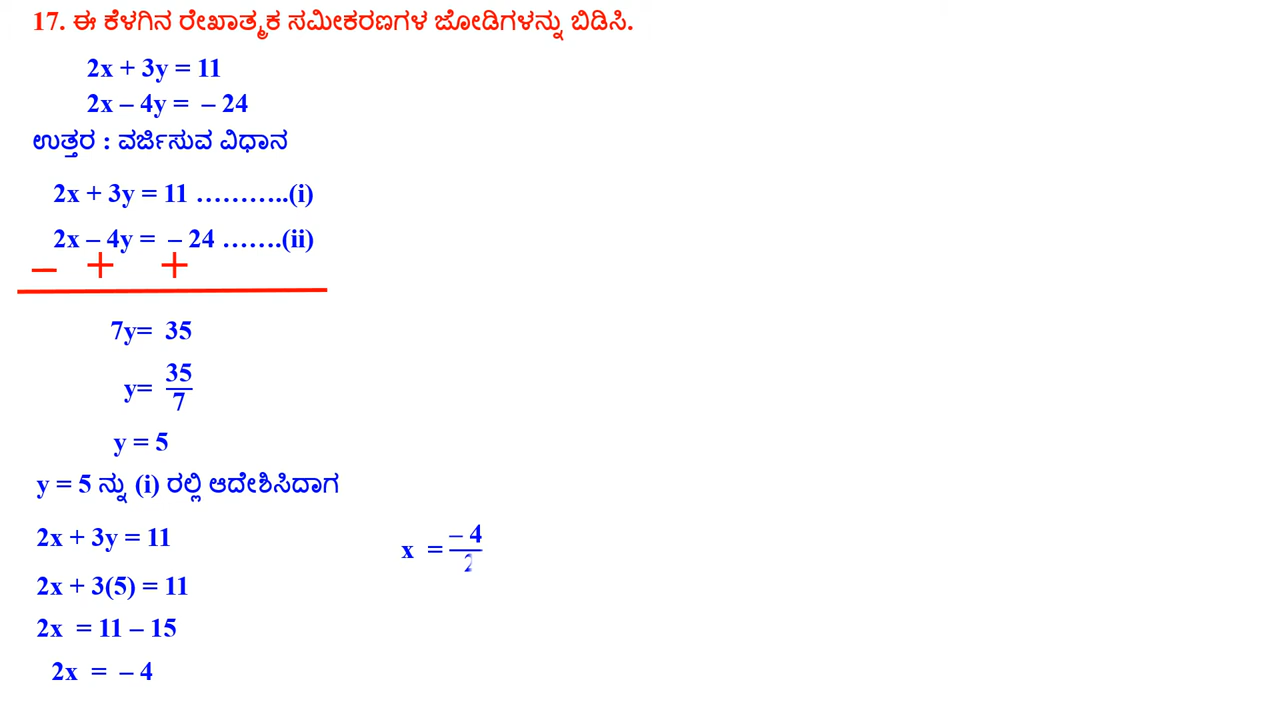 17. ಈ ಕೆಳಗಿನ ರೇಖಾತ್ಮಕ ಸಮೀಕರಣಗಳ ಜೋಡಿಗಳನ್ನು ಬಿಡಿಸಿ.
2x + 3y = 11
2x – 4y = – 24
ಉತ್ತರ : ವರ್ಜಿಸುವ ವಿಧಾನ
2x + 3y = 11 ………..(i)
2x – 4y = – 24 …….(ii)
– + +
7y= 35
y= 35/7
y = 5
y = 5 ನ್ನು (i) ರಲ್ಲಿ ಆದೇಶಿಸಿದಾಗ
2x + 3y = 11
2x + 3(5) = 11
2x = 11 – 15
2x = – 4
x = – 4/2